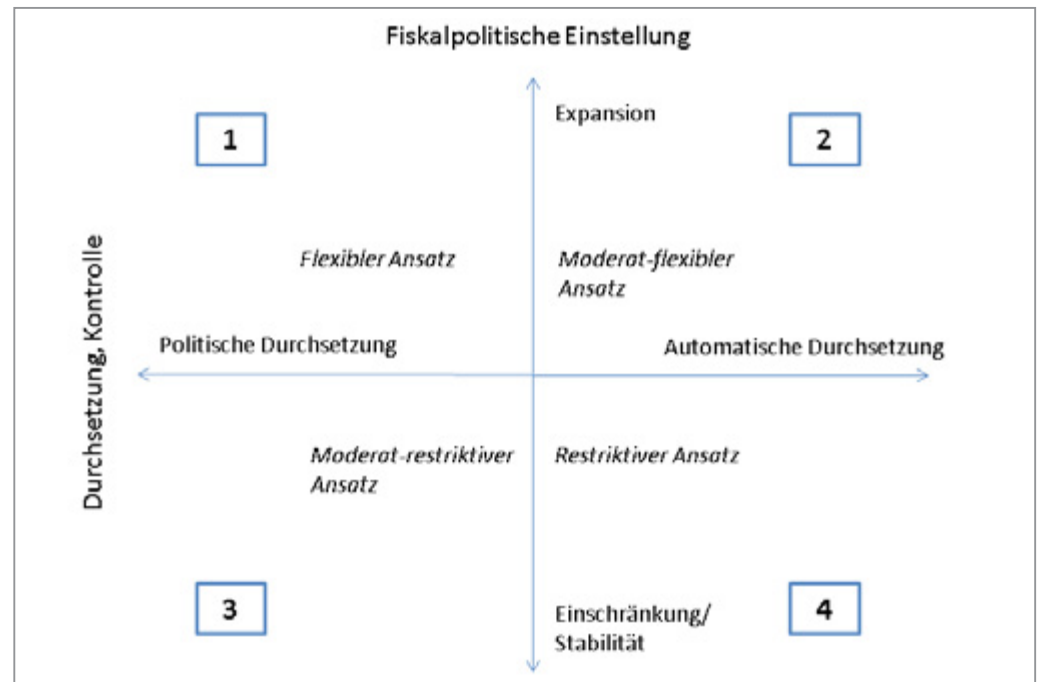 Fiskalpolitische Einstellung
Expansion
1
2
Durchsetzung, Kontrolle
Flexibler Ansatz
Moderat-flexibler
Ansatz
Politische Durchsetzung
Automatische Durchsetzung
Moderat-restriktiver
Ansatz
Restriktiver Ansatz
3
Einschränkung/
Stabilität
4